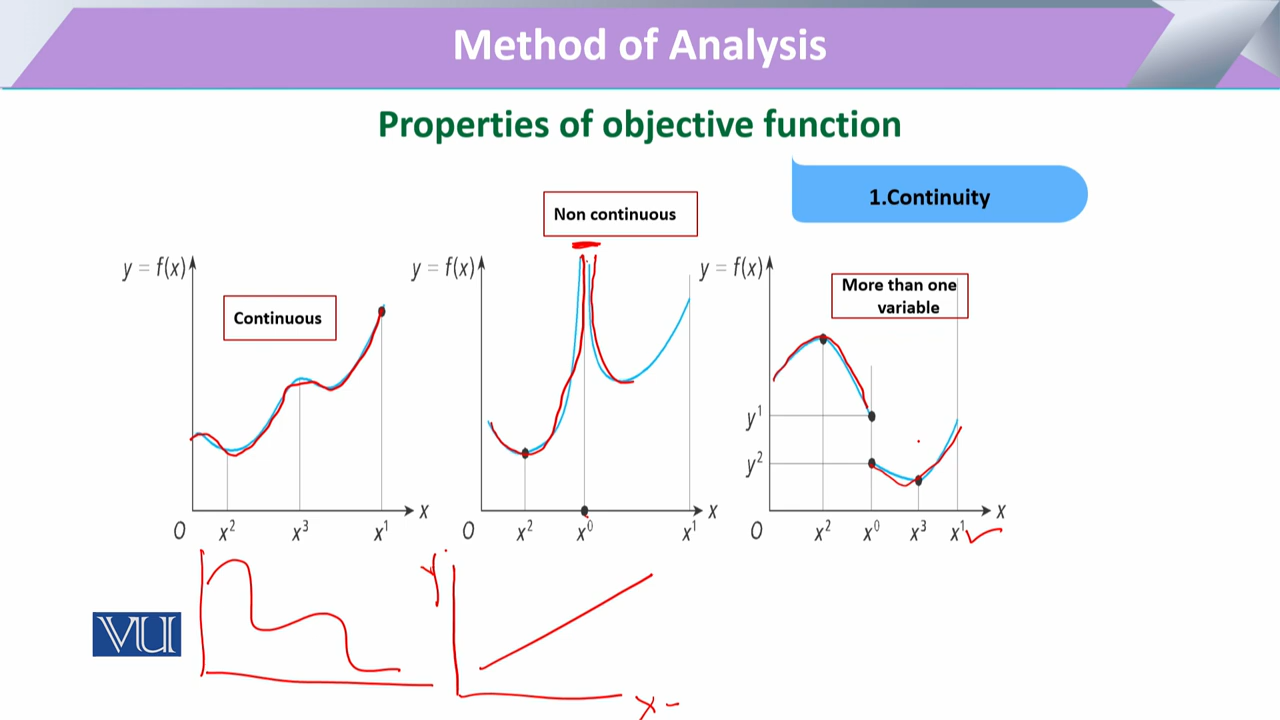 Method of Analysis
Properties of objective function
1.Continuity
Non continuous
y = f(x)
y = f(x)
y = f(x)
Continuous
More than one
variable
y¹
y²
O
x²
x³
x¹
x
O
x²
x⁰
x¹
x
O
x²
x⁰
x³
x¹
x
VU
y
x